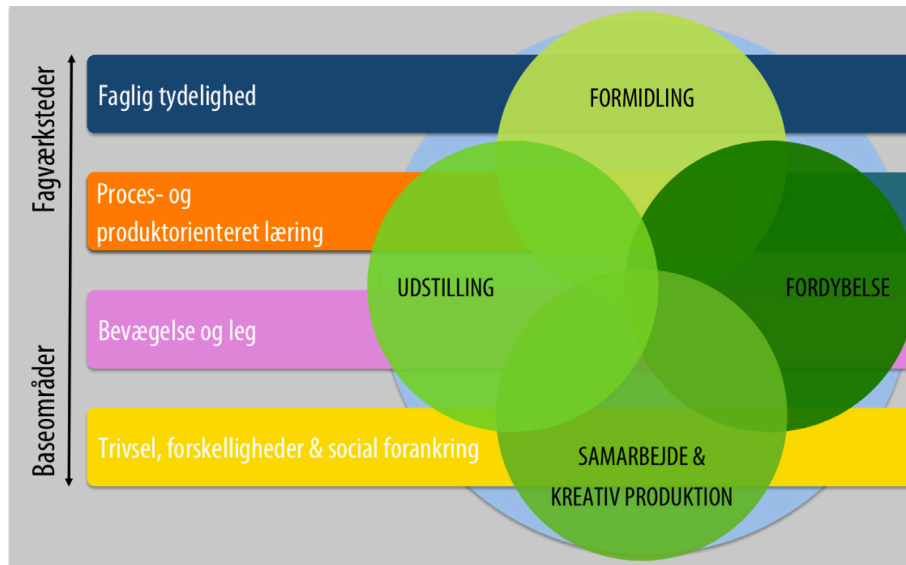 Fagværksteder
Baseområder
Faglig tydelighed
Proces- og
produktorienteret læring
Bevægelse og leg
Trivsel, forskelligheder & social forankring
FORMIDLING
UDSTILLING
FORDYBELSE
SAMARBEJDE &
KREATIV PRODUKTION